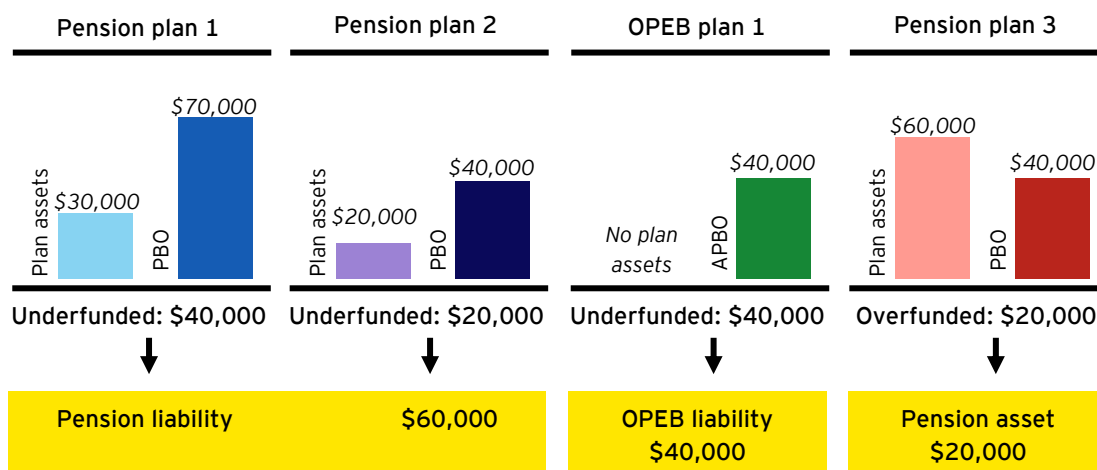 Pension plan 1
Pension plan 2
OPEB plan 1
Pension plan 3
Plan assets
$30,000
PBO
$70,000
Plan assets
$20,000
PBO
$40,000
No plan
assets
APBO
$40,000
Plan assets
$60,000
PBO
$40,000
Underfunded: $40,000
Underfunded: $20,000
Underfunded: $40,000
Overfunded: $20,000
Pension liability
$60,000
OPEB liability
$40,000
Pension asset
$20,000